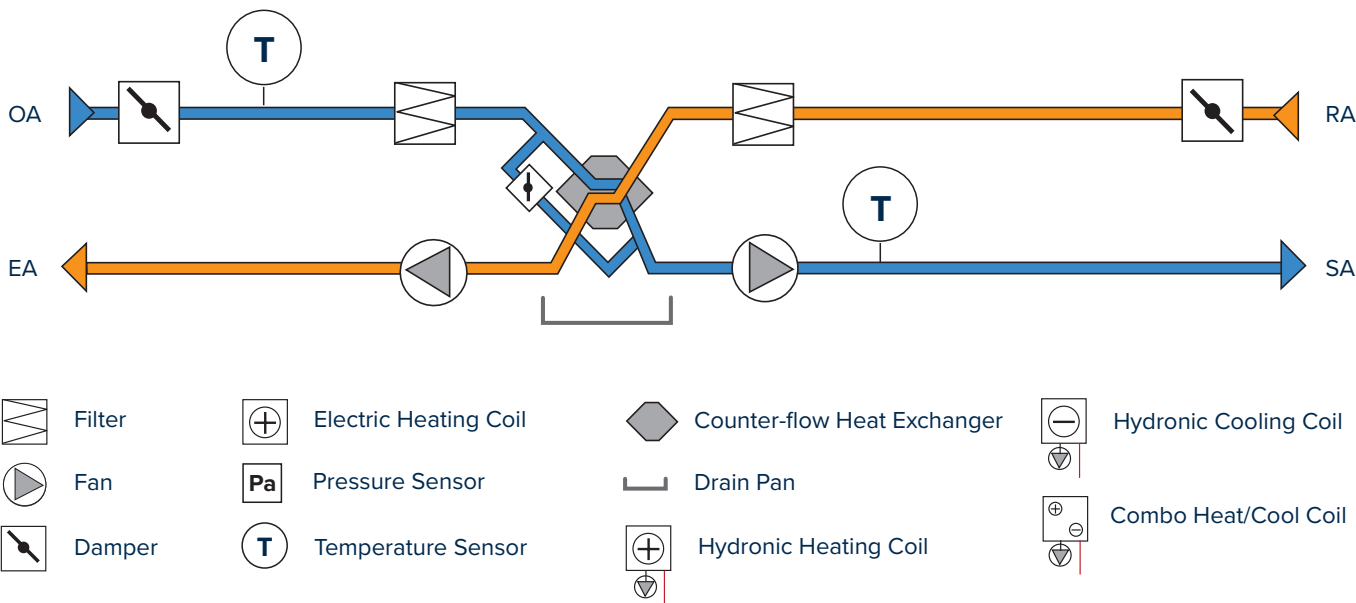 T
OA
RA
T
EA
SA
Filter
Electric Heating Coil
Counter-flow Heat Exchanger
Hydronic Cooling Coil
Fan
Pa
Pressure Sensor
Drain Pan
Combo Heat/Cool Coil
Damper
T
Temperature Sensor
Hydronic Heating Coil